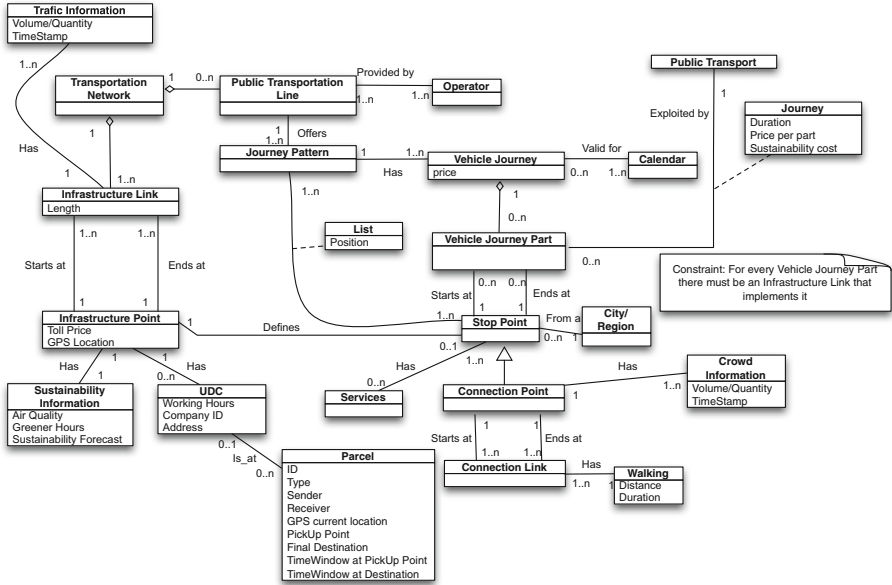 Trafic Information
Volume/Quantity
TimeStamp
1..n
Has
1
Transportation
Network
1
0..n
1
1..n
Public Transportation
Line
Provided by
1..n
1..n
Operator
1
Offers
1..n
Journey Pattern
1
1..n
Has
1..n
Vehicle Journey
price
Valid for
0..n
1..n
Calendar
1
0..n
Public Transport
1
Exploited by
0..n
Journey
Duration
Price per part
Sustainability cost
Infrastructure Link
Length
1..n
1..n
Starts at
Ends at
1
1
List
Position
Vehicle Journey Part
0..n
0..n
Starts at
Ends at
1
1
Constraint: For every Vehicle Journey Part
there must be an Infrastructure Link that
implements it
Infrastructure Point
Toll Price
GPS Location
1
Defines
0..1
1..n
Stop Point
From a
0..n
1
City/
Region
Has
1
1
Has
1
0..n
Sustainability
Information
Air Quality
Greener Hours
Sustainability Forecast
UDC
Working Hours
Company ID
Address
0..1
Is_at
0..n
1..n
Has
0..n
Services
Connection Point
1
Has
1..n
Crowd
Information
Volume/Quantity
TimeStamp
1
1
Starts at
Ends at
1..n
1..n
Connection Link
Has
1..n
1
Walking
Distance
Duration
Parcel
ID
Type
Sender
Receiver
GPS current location
PickUp Point
Final Destination
TimeWindow at PickUp Point
TimeWindow at Destination